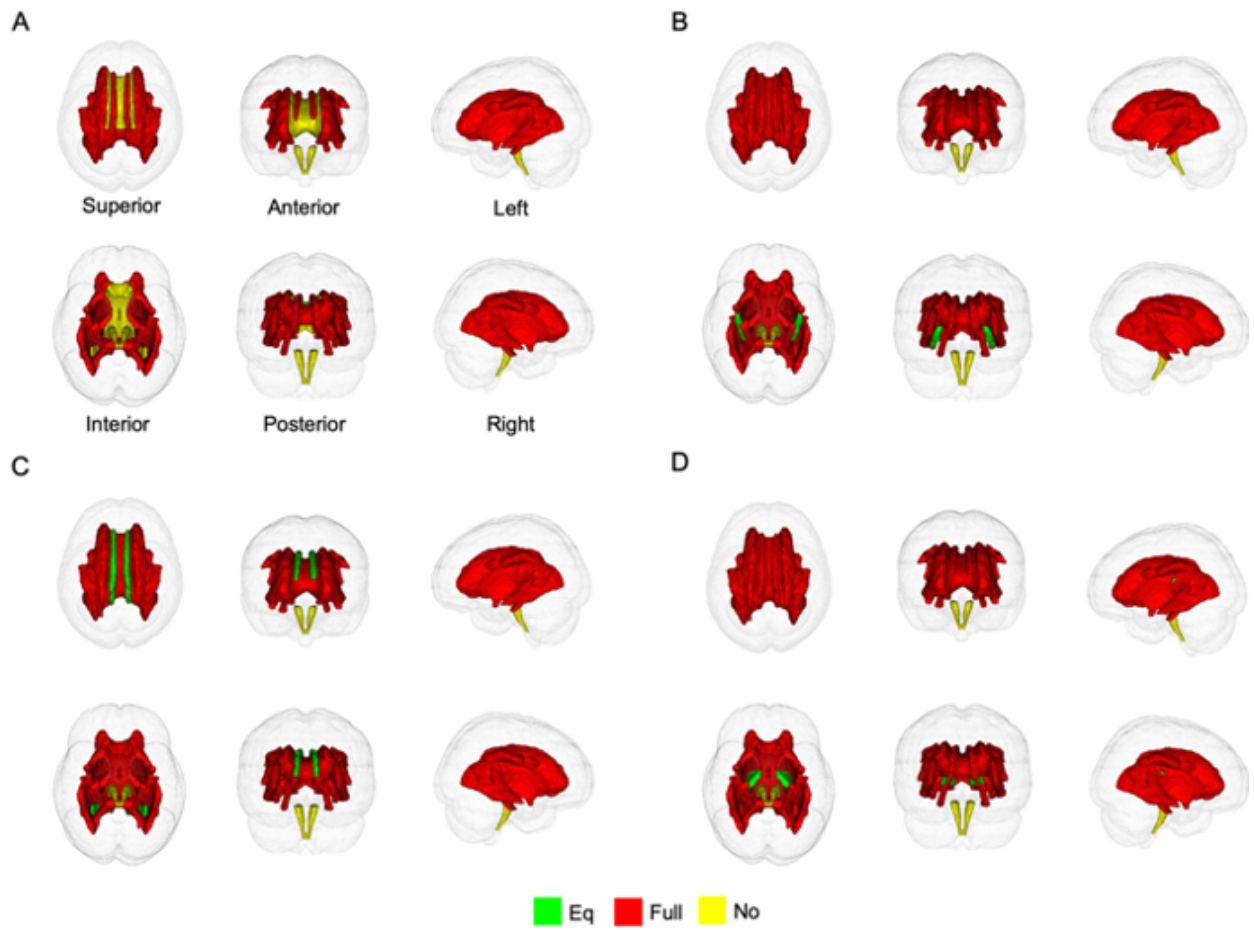 A
B
Superior
Anterior
Left
Interior
Posterior
Right
C
D
Eq
Full
No